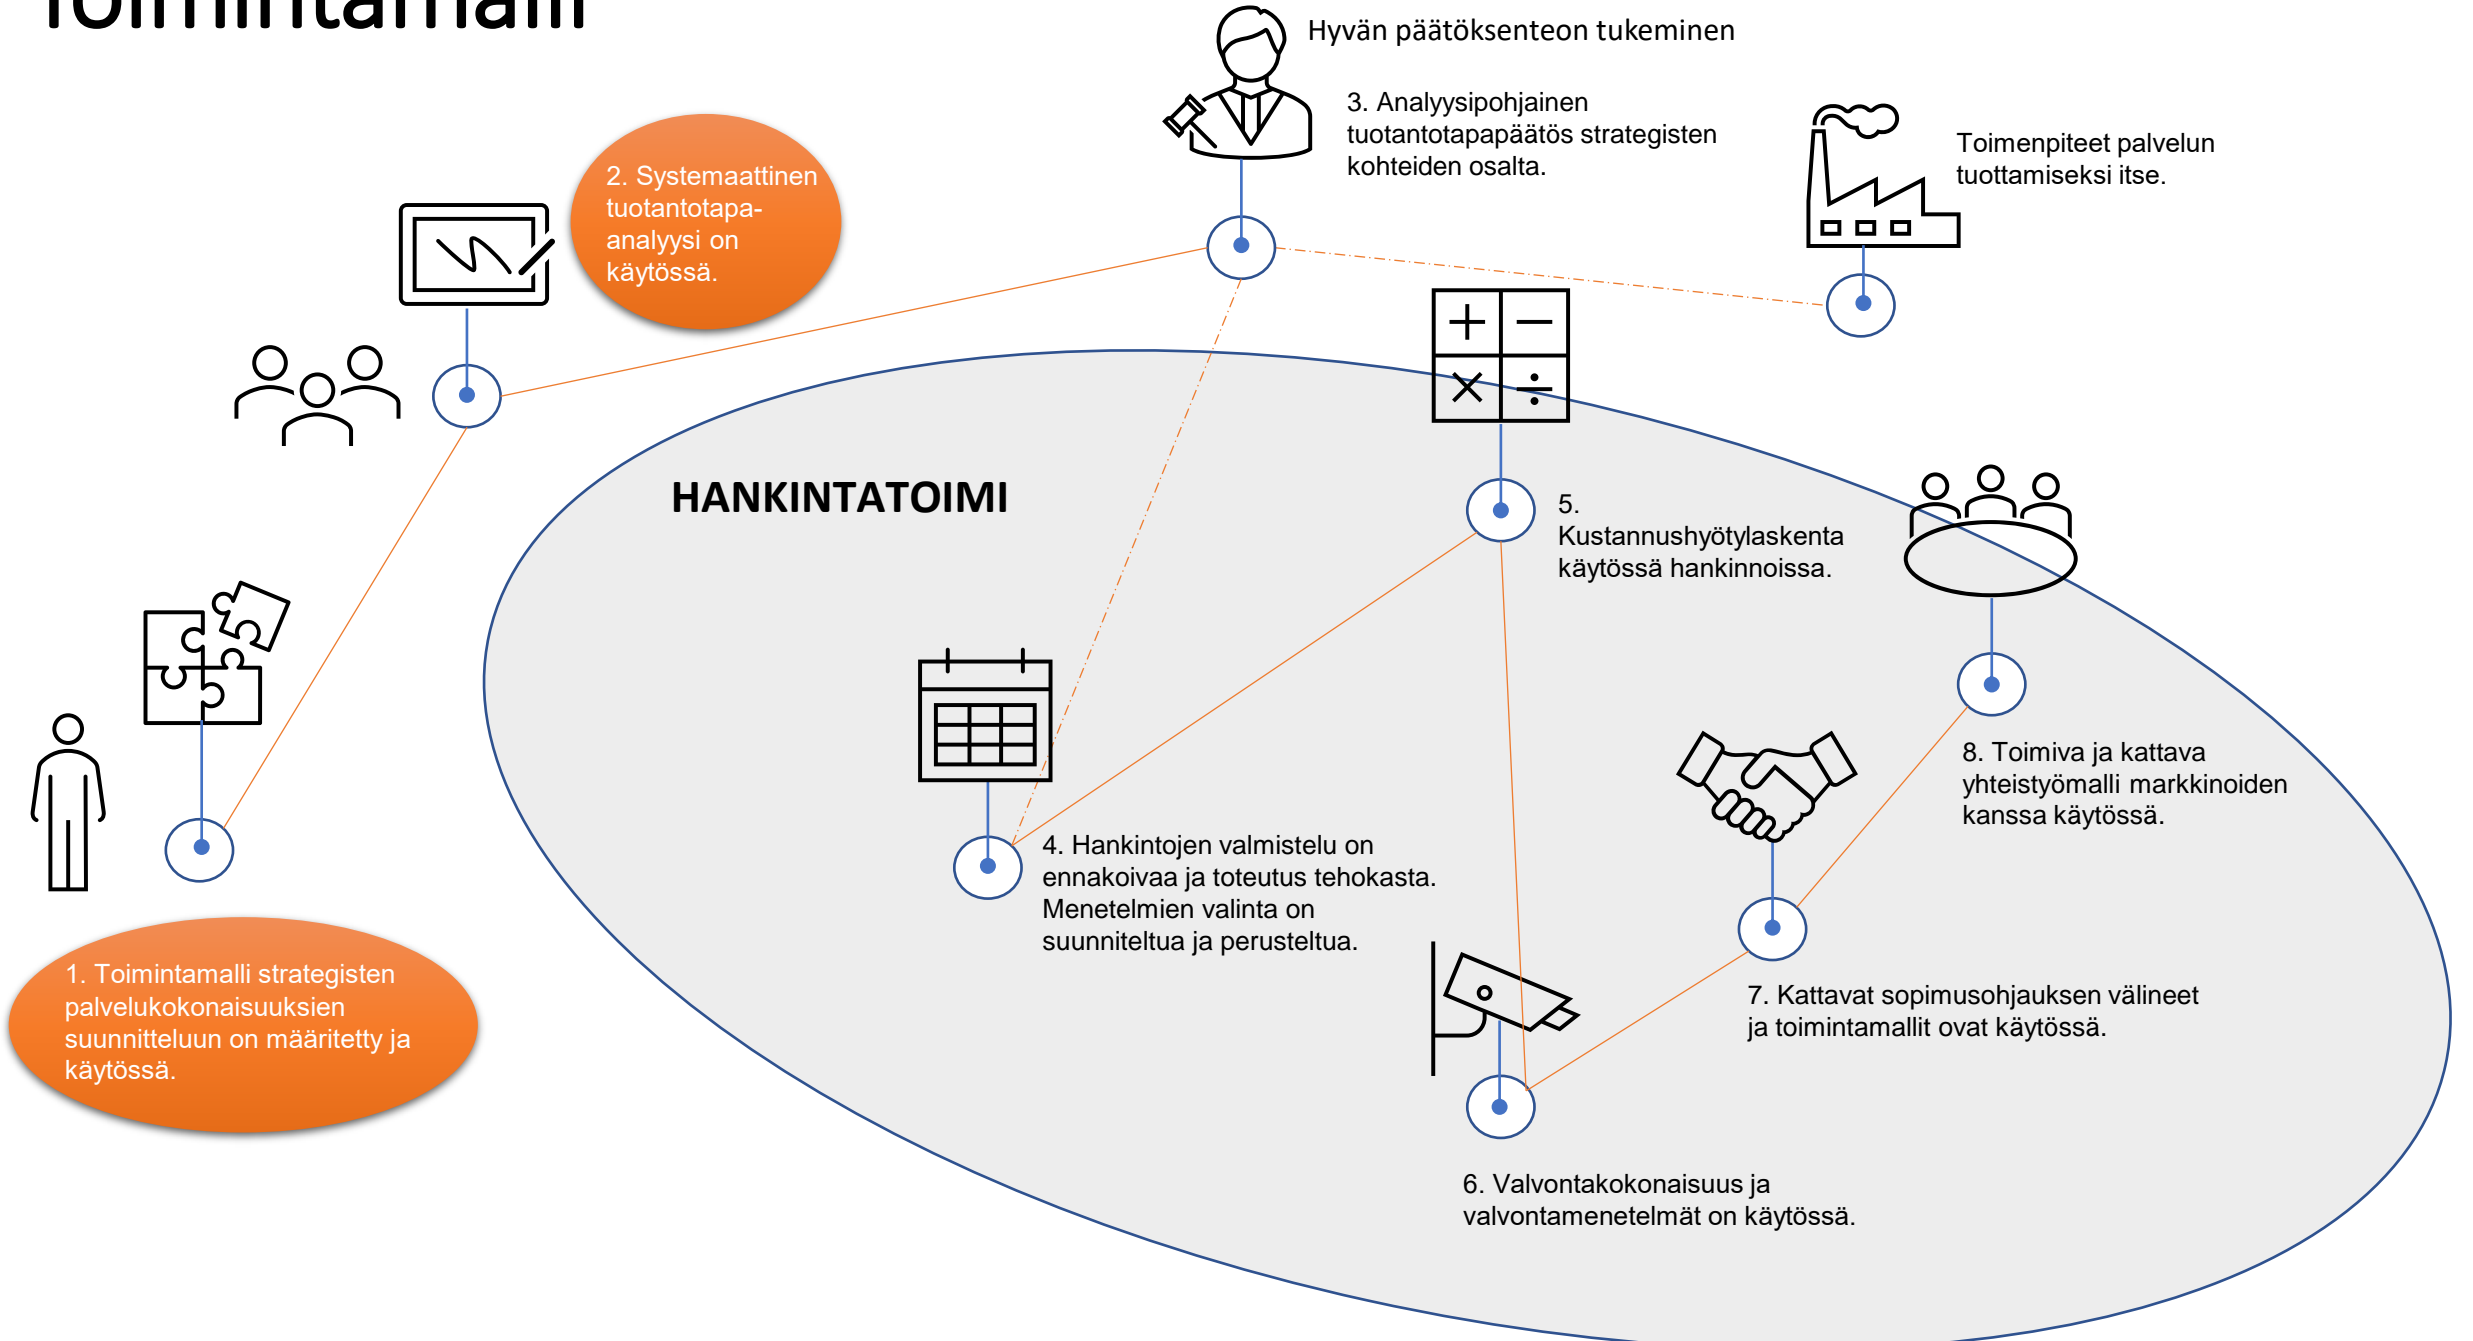 Toimintamalli
Hyvän päätöksenteon tukeminen
3. Analyysipohjainen
tuotantotapapäätös strategisten
kohteiden osalta.
Toimenpiteet palvelun
tuottamiseksi itse.
2. Systemaattinen
tuotantotapa-
analyysi on
käytössä.
HANKINTATOIMI
5.
Kustannushyötylaskenta
käytössä hankinnoissa.
8. Toimiva ja kattava
yhteistyömalli markkinoiden
kanssa käytössä.
4. Hankintojen valmistelu on
ennakoivaa ja toteutus tehokasta.
Menetelmien valinta on
suunniteltua ja perusteltua.
1. Toimintamalli strategisten
palvelukokonaisuuksien
suunnitteluun on määritetty ja
käytössä.
7. Kattavat sopimusohjauksen välineet
ja toimintamallit ovat käytössä.
6. Valvontakokonaisuus ja
valvontamenetelmät on käytössä.